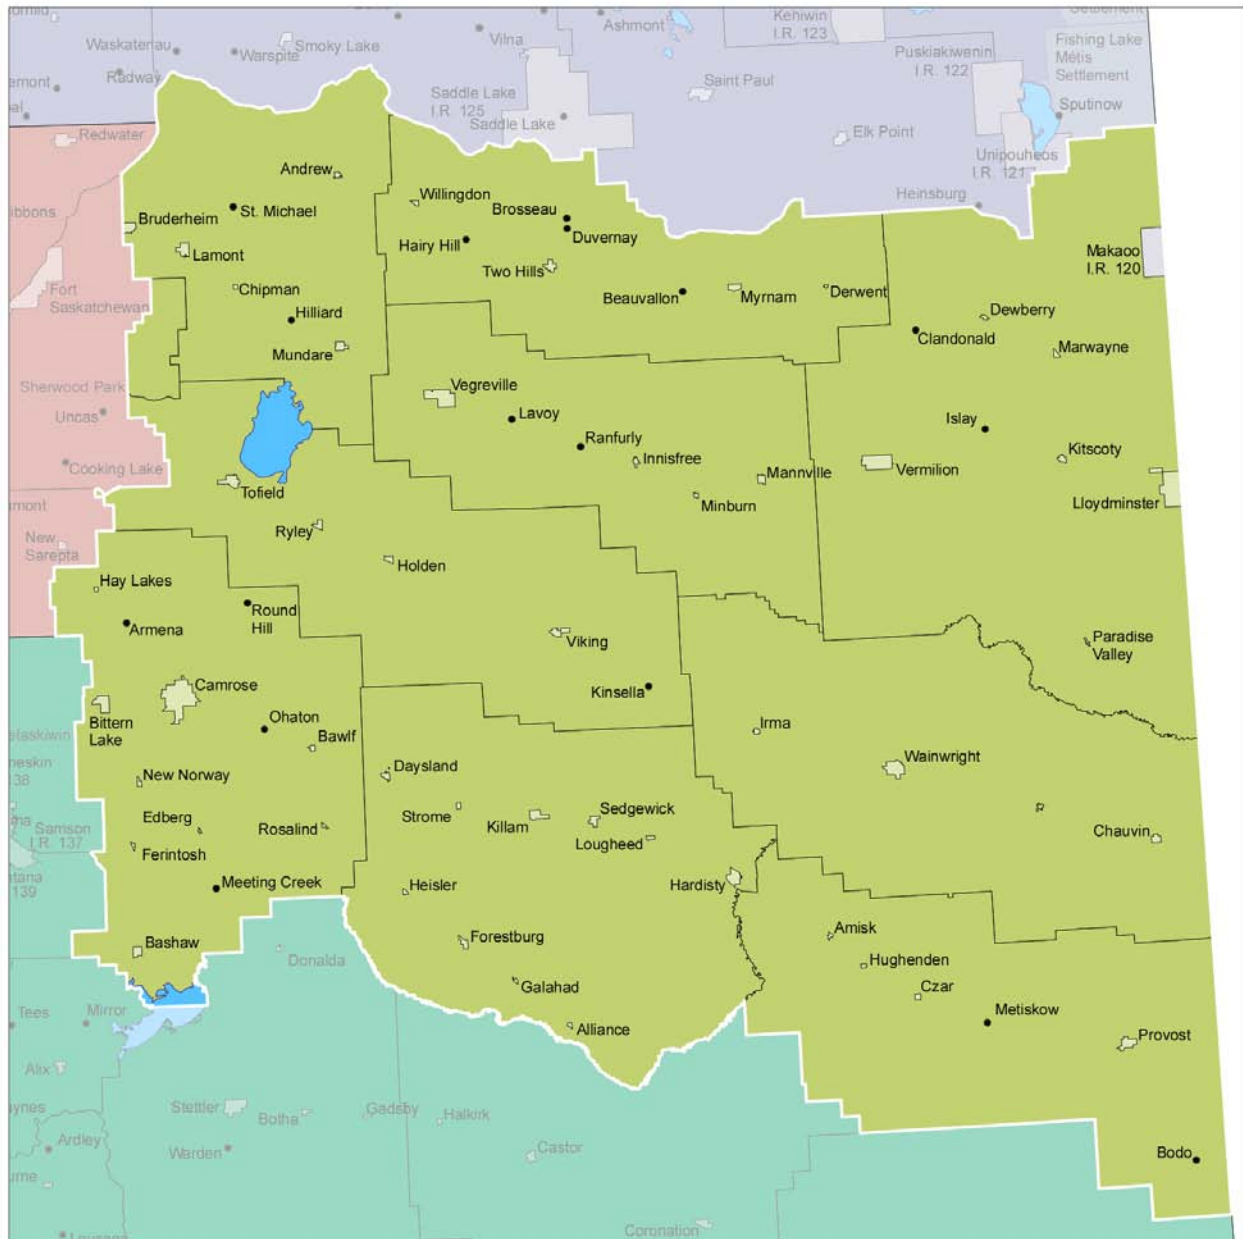 Kehiwin
I.R. 123
Ashmont
Vilna
Smoky Lake
Waskatenau
Warspite
Radway
Puskiakiwenin
I.R. 122
Fishing Lake
Métis
Settlement
Saint Paul
Saddle Lake
I.R. 125
Sputinow
Saddle Lake
Redwater
Elk Point
Unipouheos
I.R. 121
Heinsburg
Andrew
Willingdon
St. Michael
Brosseau
Bruderheim
Duvernay
Hairy Hill
Lamont
Makaoo
I.R. 120
Two Hills
Fort
Saskatchewan
Chipman
Beauvallon
Myrnam
Derwent
Hilliard
Dewberry
Clandonald
Mundare
Marwayne
Sherwood Park
Vegreville
Uncas
Lavoy
Islay
Ranfurly
Kitscoty
Innisfree
Cooking Lake
Mannville
Vermilion
Tofield
Minburn
Lloydminster
Ryley
New
Sarepta
Holden
Hay Lakes
Round
Hill
Armena
Viking
Paradise
Valley
Camrose
Kinsella
Bittern
Lake
Ohaton
Irma
Bawlf
Wainwright
Daysland
New Norway
138
Strome
Killam
Sedgewick
Edberg
Rosalind
Samson
I.R. 137
Lougheed
Chauvin
Ferintosh
139
Meeting Creek
Heisler
Hardisty
Amisk
Forestburg
Bashaw
Donalda
Hughenden
Czar
Galahad
Tees
Mirror
Metiskow
Alliance
Provost
Alix
Stettler
Botha
Gadsby
Halkirk
Ardley
Warden
Castor
Bodo
Coronation